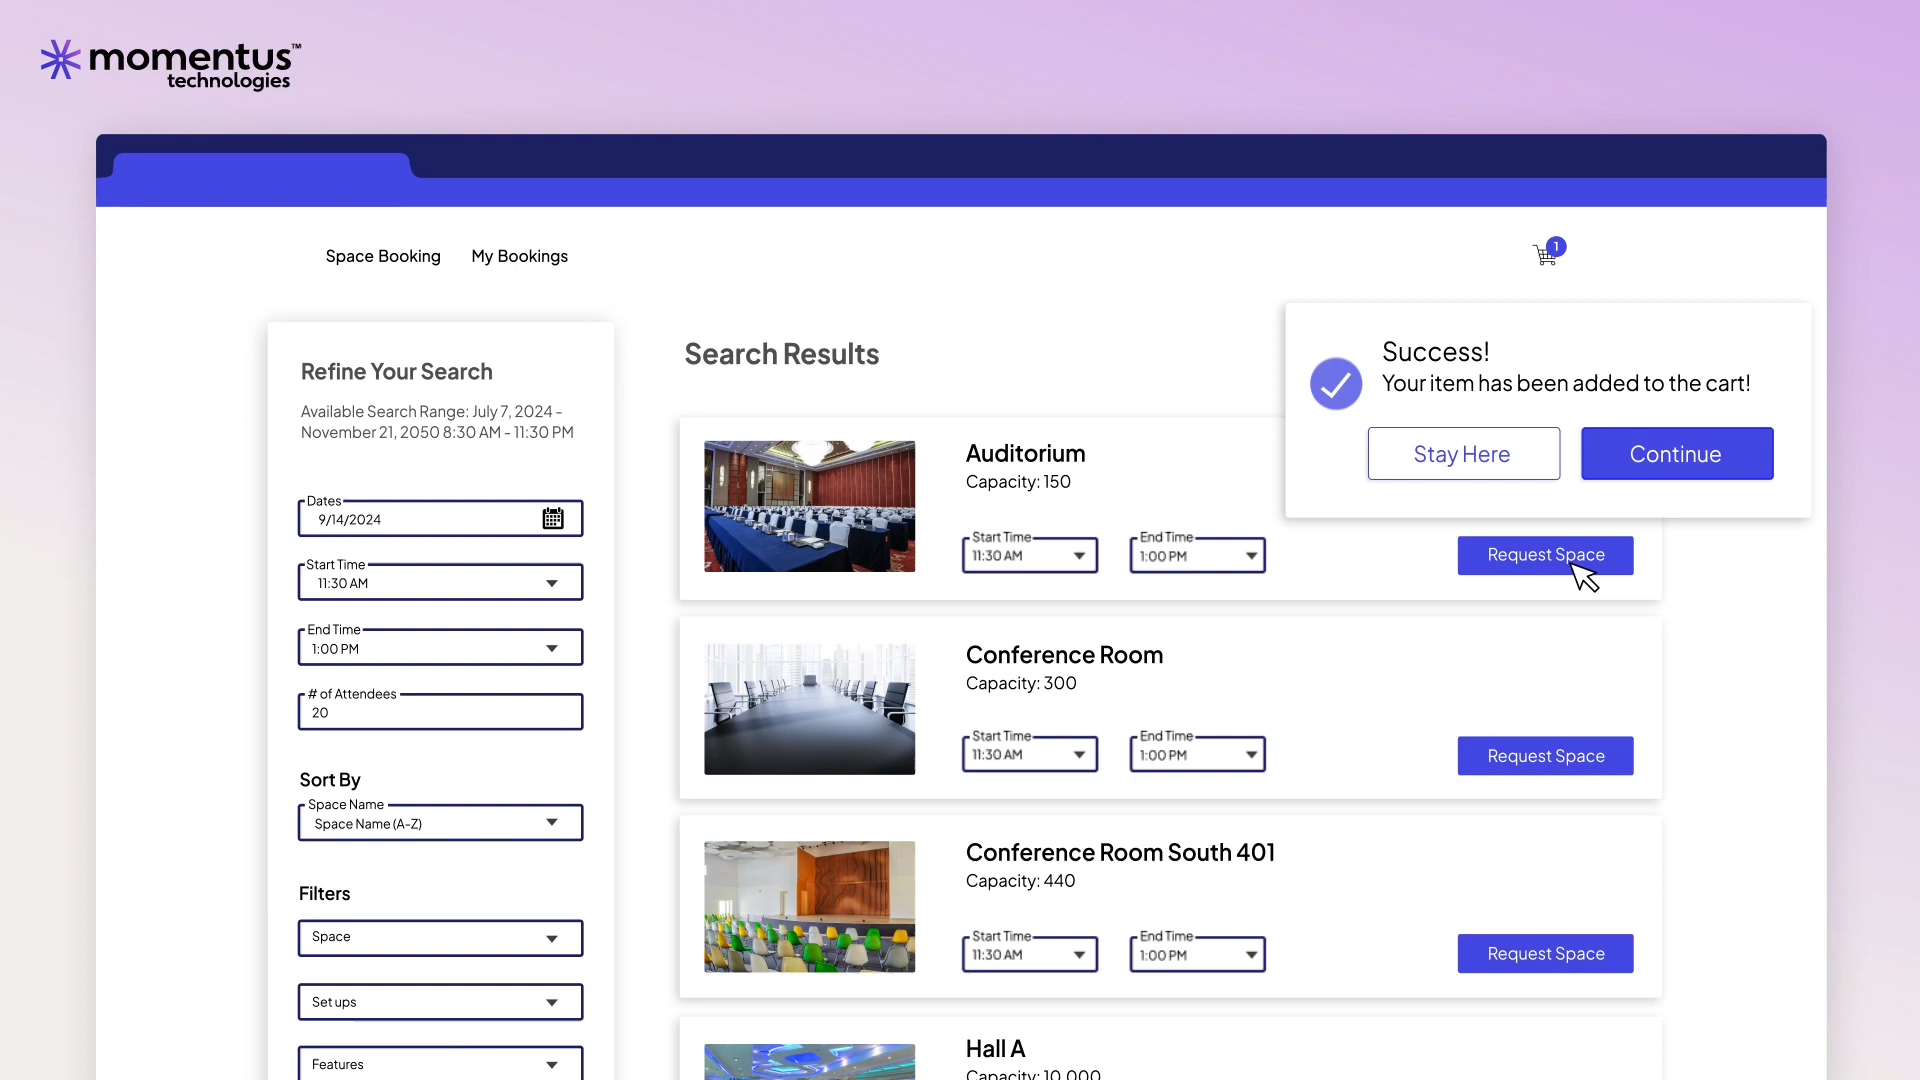 momentus™
technologies
Space Booking
My Bookings
1
Refine Your Search
Available Search Range: July 7, 2024 -
November 21, 2050 8:30 AM - 11:30 PM
Dates
9/14/2024
Start Time
11:30 AM
End Time
1:00 PM
# of Attendees
20
Sort By
Space Name
Space Name (A-Z)
Filters
Space
Set ups
Features
Search Results
Success!
Your item has been added to the cart!
Stay Here
Continue
Auditorium
Capacity: 150
Start Time
11:30 AM
End Time
1:00 PM
Request Space
Conference Room
Capacity: 300
Start Time
11:30 AM
End Time
1:00 PM
Request Space
Conference Room South 401
Capacity: 440
Start Time
11:30 AM
End Time
1:00 PM
Request Space
Hall A
Capacity: 10,000